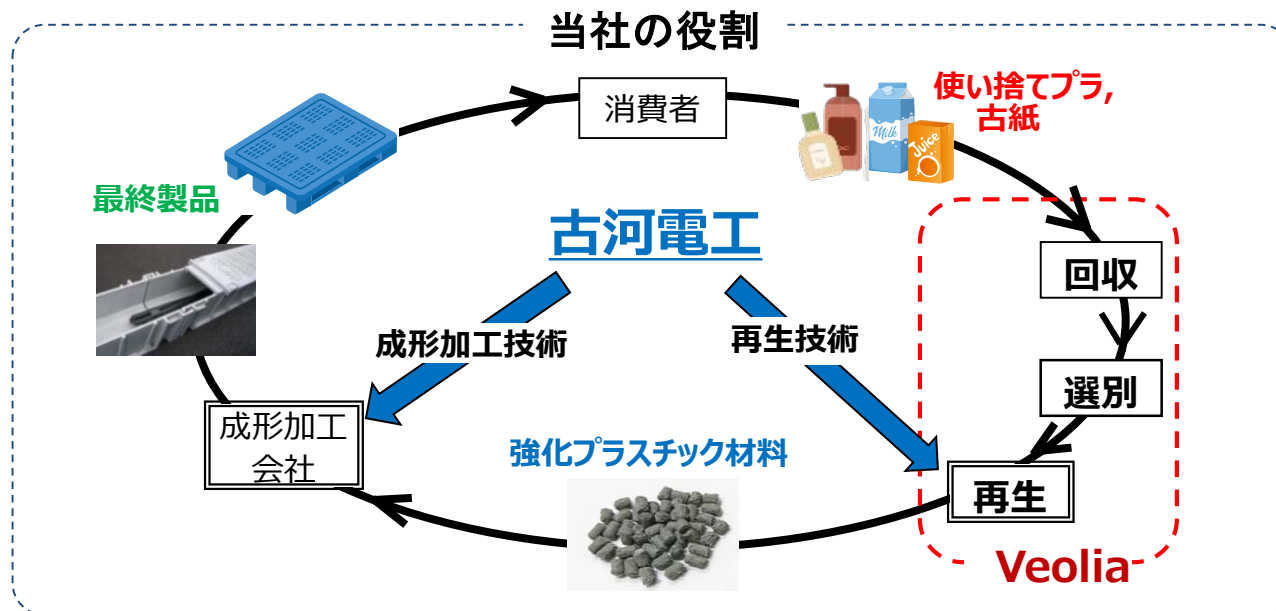 当社の役割
消費者
使い捨てプラ,
古紙
Milk
Juice
最終製品
古河電工
回収
成形加工技術
再生技術
選別
成形加工
会社
強化プラスチック材料
再生
Veolia